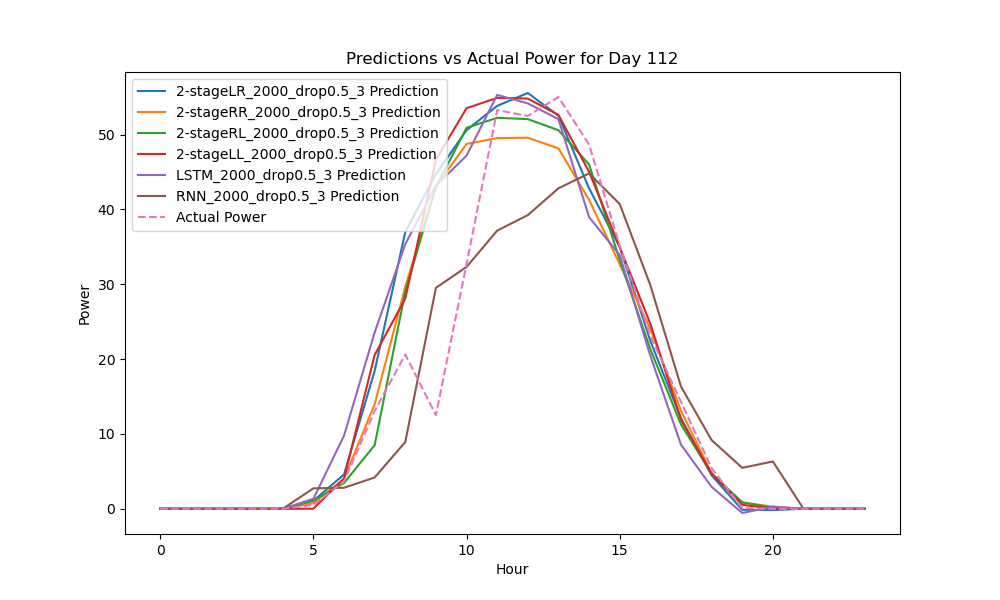 Predictions vs Actual Power for Day 112
2-stageLR_2000_drop0.5_3 Prediction
2-stageRR_2000_drop0.5_3 Prediction
2-stageRL_2000_drop0.5_3 Prediction
2-stageLL_2000_drop0.5_3 Prediction
LSTM_2000_drop0.5_3 Prediction
RNN_2000_drop0.5_3 Prediction
Actual Power
Power
50
40
30
20
10
0
0 5 10 15 20
Hour